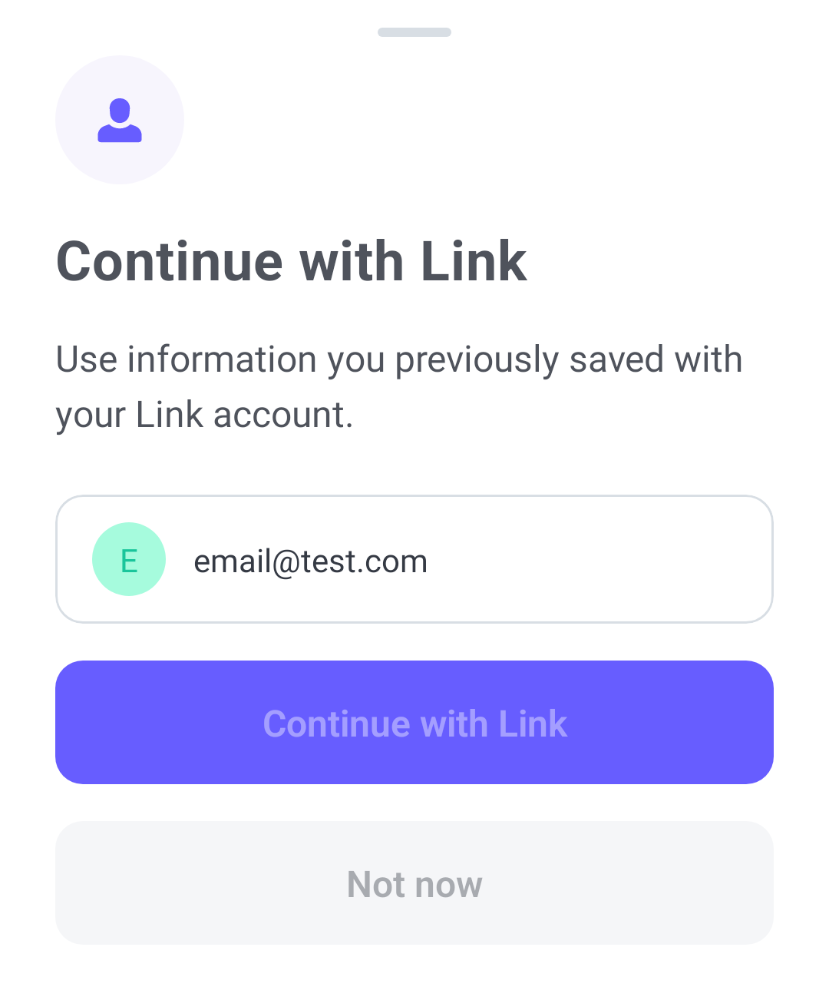 Continue with Link
Use information you previously saved with
your Link account.
E
email@test.com
Continue with Link
Not now